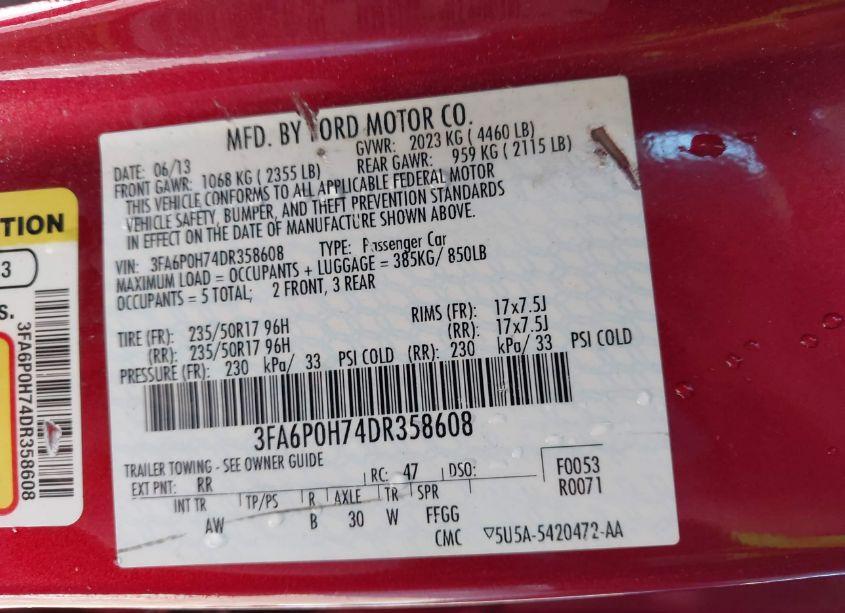 MFD. BY FORD MOTOR CO.
DATE: 06/13 GVWR: 2023 KG ( 4460 LB)
FRONT GAWR: 1068 KG ( 2355 LB) REAR GAWR: 959 KG ( 2115 LB)
THIS VEHICLE CONFORMS TO ALL APPLICABLE FEDERAL MOTOR
VEHICLE SAFETY, BUMPER, AND THEFT PREVENTION STANDARDS
IN EFFECT ON THE DATE OF MANUFACTURE SHOWN ABOVE.
VIN: 3FA6P0H74DR358608 TYPE: Passenger Car
MAXIMUM LOAD = OCCUPANTS + LUGGAGE = 385KG/ 850LB
OCCUPANTS = 5 TOTAL; 2 FRONT, 3 REAR
TIRE (FR): 235/50R17 96H RIMS (FR): 17x7.5J
(RR): 235/50R17 96H (RR): 17x7.5J
PRESSURE (FR): 230 kPa/ 33 PSI COLD (RR): 230 kPa/ 33 PSI COLD
3FA6P0H74DR358608
TRAILER TOWING - SEE OWNER GUIDE
EXT PNT: RR RC: 47 DSO: F0053
R0071
INT TR TP/PS R AXLE TR SPR
AW B 30 W FFGG
CMC ▽5U5A-5420472-AA
TION
3
S.
3FA6P0H74DR358608